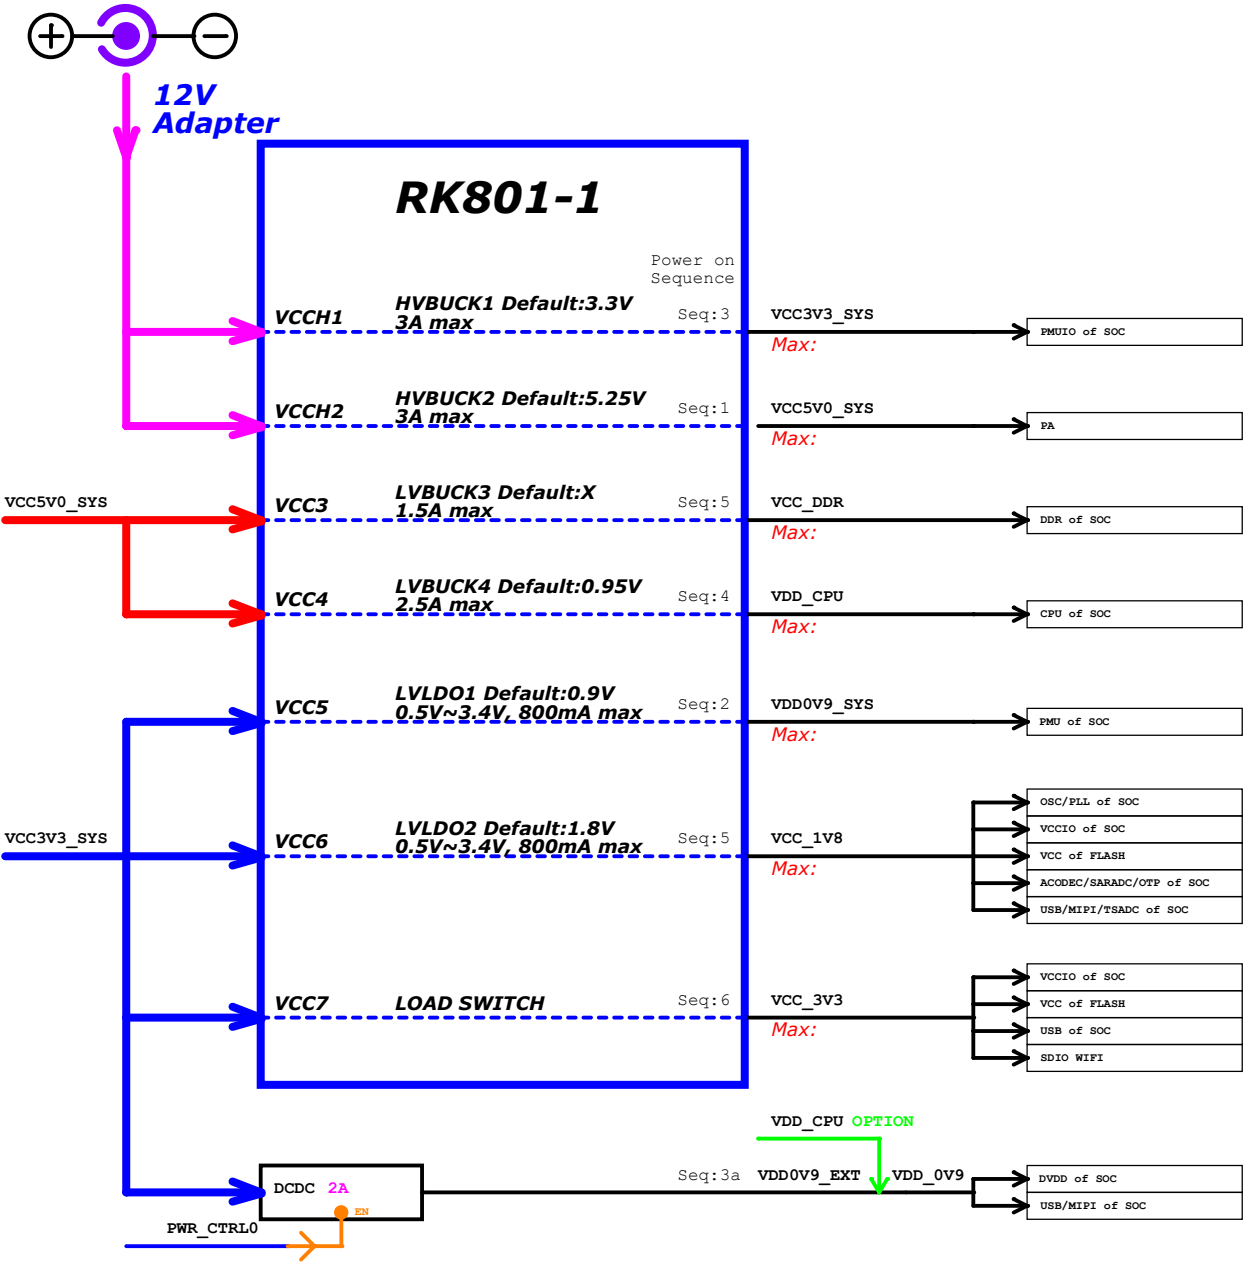 12V
Adapter
RK801-1
Power on
Sequence
VCCH1
HVBUCK1 Default:3.3V
3A max
Seq:3
VCC3V3_SYS
Max:
PMUIO of SOC
VCCH2
HVBUCK2 Default:5.25V
3A max
Seq:1
VCC5V0_SYS
Max:
PA
VCC5V0_SYS
VCC3
LVBUCK3 Default:X
1.5A max
Seq:5
VCC_DDR
Max:
DDR of SOC
VCC4
LVBUCK4 Default:0.95V
2.5A max
Seq:4
VDD_CPU
Max:
CPU of SOC
VCC5
LVLDO1 Default:0.9V
0.5V~3.4V, 800mA max
Seq:2
VDD0V9_SYS
Max:
PMU of SOC
VCC3V3_SYS
VCC6
LVLDO2 Default:1.8V
0.5V~3.4V, 800mA max
Seq:5
VCC_1V8
Max:
OSC/PLL of SOC
VCCIO of SOC
VCC of FLASH
ACODEC/SARADC/OTP of SOC
USB/MIPI/TSADC of SOC
VCC7
LOAD SWITCH
Seq:6
VCC_3V3
Max:
VCCIO of SOC
VCC of FLASH
USB of SOC
SDIO WIFI
VDD_CPU OPTION
DCDC 2A
EN
PWR_CTRL0
Seq:3a
VDD0V9_EXT
VDD_0V9
DVDD of SOC
USB/MIPI of SOC